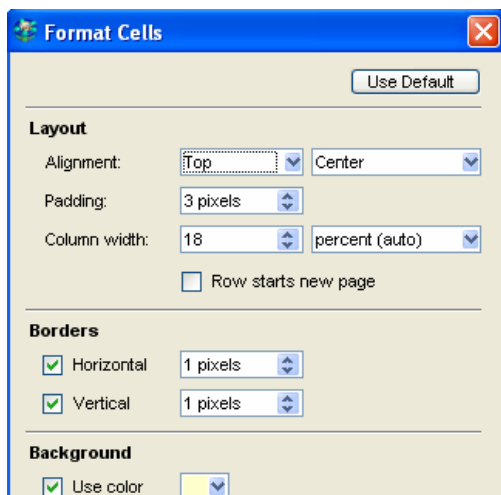 Format Cells
Use Default
Layout
Alignment: Top Center
Padding: 3 pixels
Column width: 18 percent (auto)
Row starts new page
Borders
Horizontal 1 pixels
Vertical 1 pixels
Background
Use color